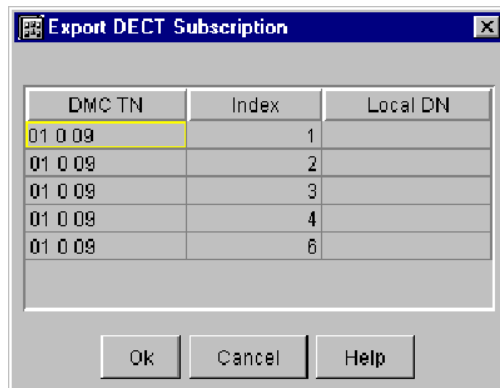 Export DECT Subscription
DMC TN Index Local DN
01 0 09 1
01 0 09 2
01 0 09 3
01 0 09 4
01 0 09 6
Ok Cancel Help